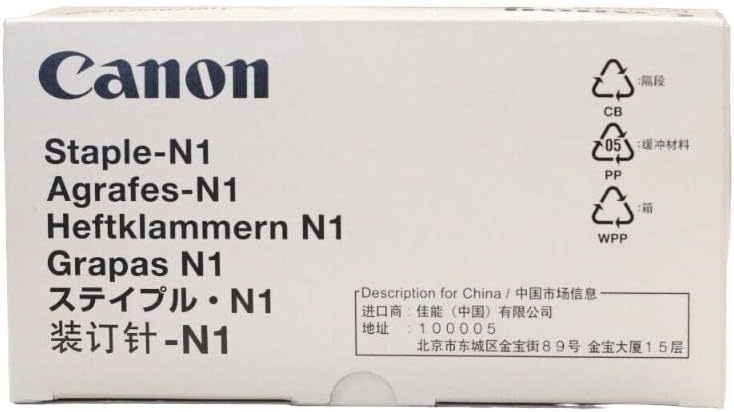 Canon
Staple-N1
Agrafes-N1
Heftklammern N1
Grapas N1
ステイプル・N1
装订针-N1
:隔段
CB
05 :缓冲材料
PP
:箱
WPP
Description for China / 中国市场信息
进口商 : 佳能（中国）有限公司
地址 : 100005
北京市东城区金宝街89号 金宝大厦15层